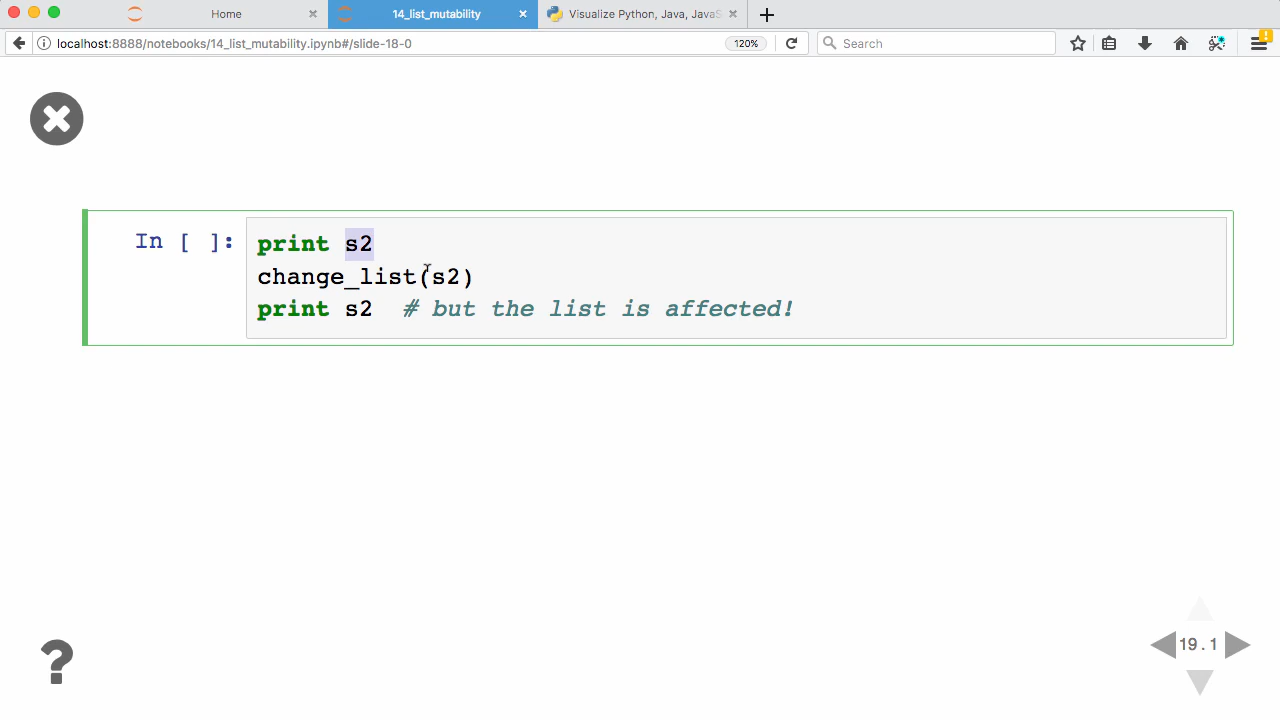 Home
14_list_mutability
Visualize Python, Java, JavaS
localhost:8888/notebooks/14_list_mutability.ipynb#/slide-18-0
120%
Search
In [ ]:
print s2
change_list(s2)
print s2  # but the list is affected!
19.1